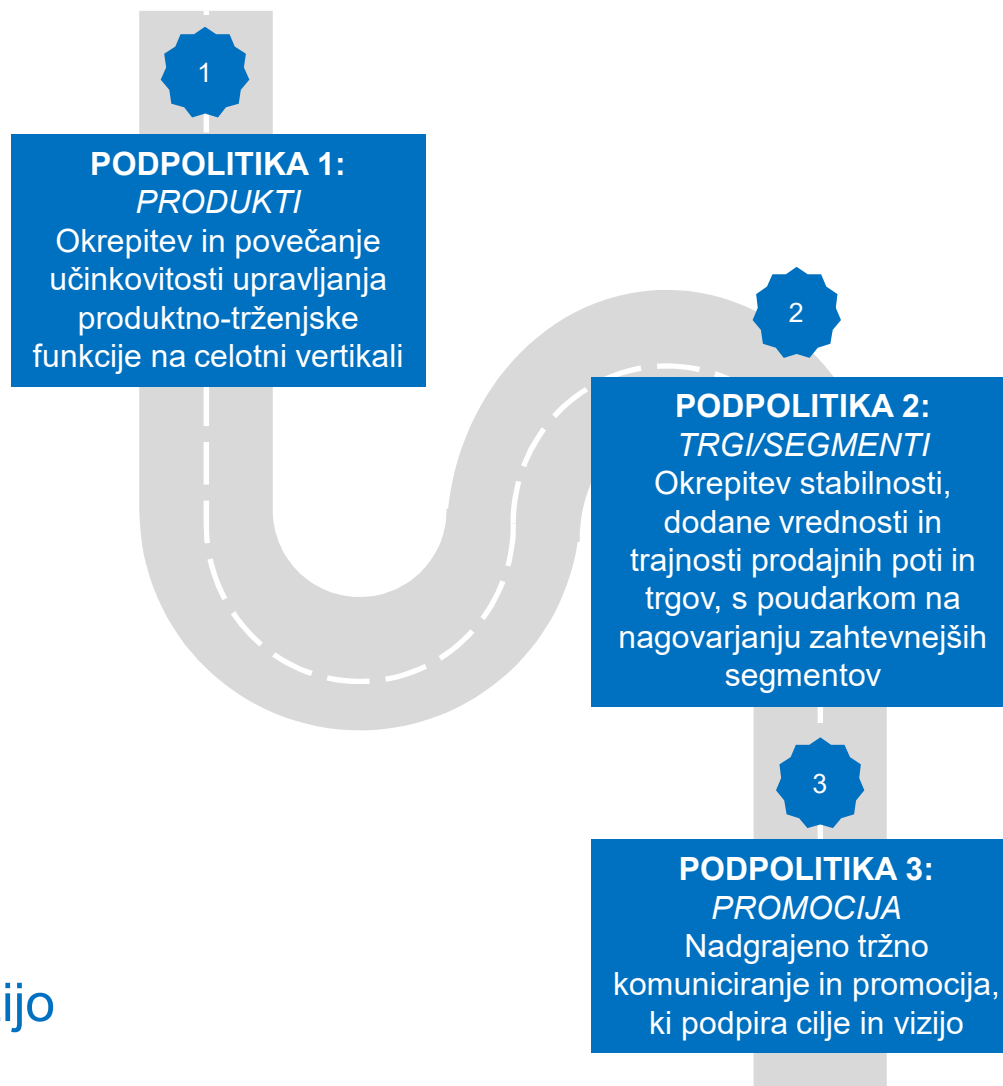 1
PODPOLITIKA 1:
PRODUKTI
Okrepitev in povečanje
učinkovitosti upravljanja
produktno-trženjske
funkcije na celotni vertikali
2
PODPOLITIKA 2:
TRGI/SEGMENTI
Okrepitev stabilnosti,
dodane vrednosti in
trajnosti prodajnih poti in
trgov, s poudarkom na
nagovarjanju zahtevnejših
segmentov
3
PODPOLITIKA 3:
PROMOCIJA
Nadgrajeno tržno
komuniciranje in promocija,
ki podpira cilje in vizijo